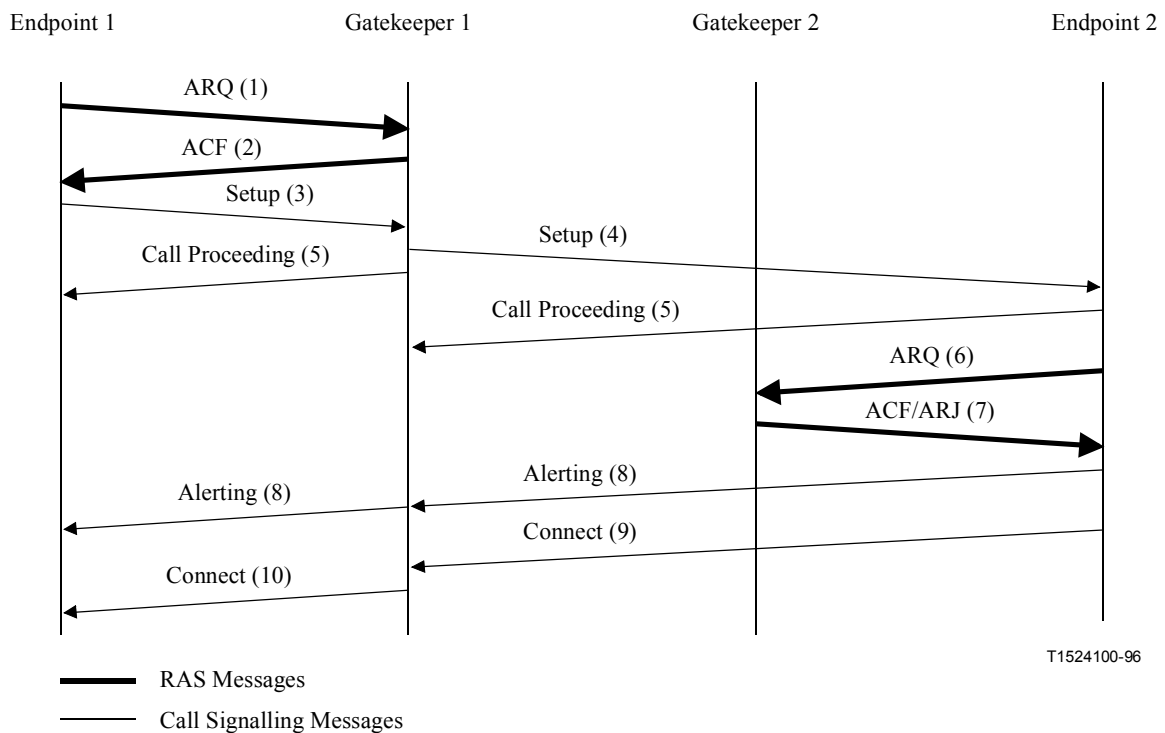 Endpoint 1
Gatekeeper 1
Gatekeeper 2
Endpoint 2
ARQ (1)
ACF (2)
Setup (3)
Setup (4)
Call Proceeding (5)
Call Proceeding (5)
ARQ (6)
ACF/ARJ (7)
Alerting (8)
Alerting (8)
Connect (9)
Connect (10)
T1524100-96
RAS Messages
Call Signalling Messages